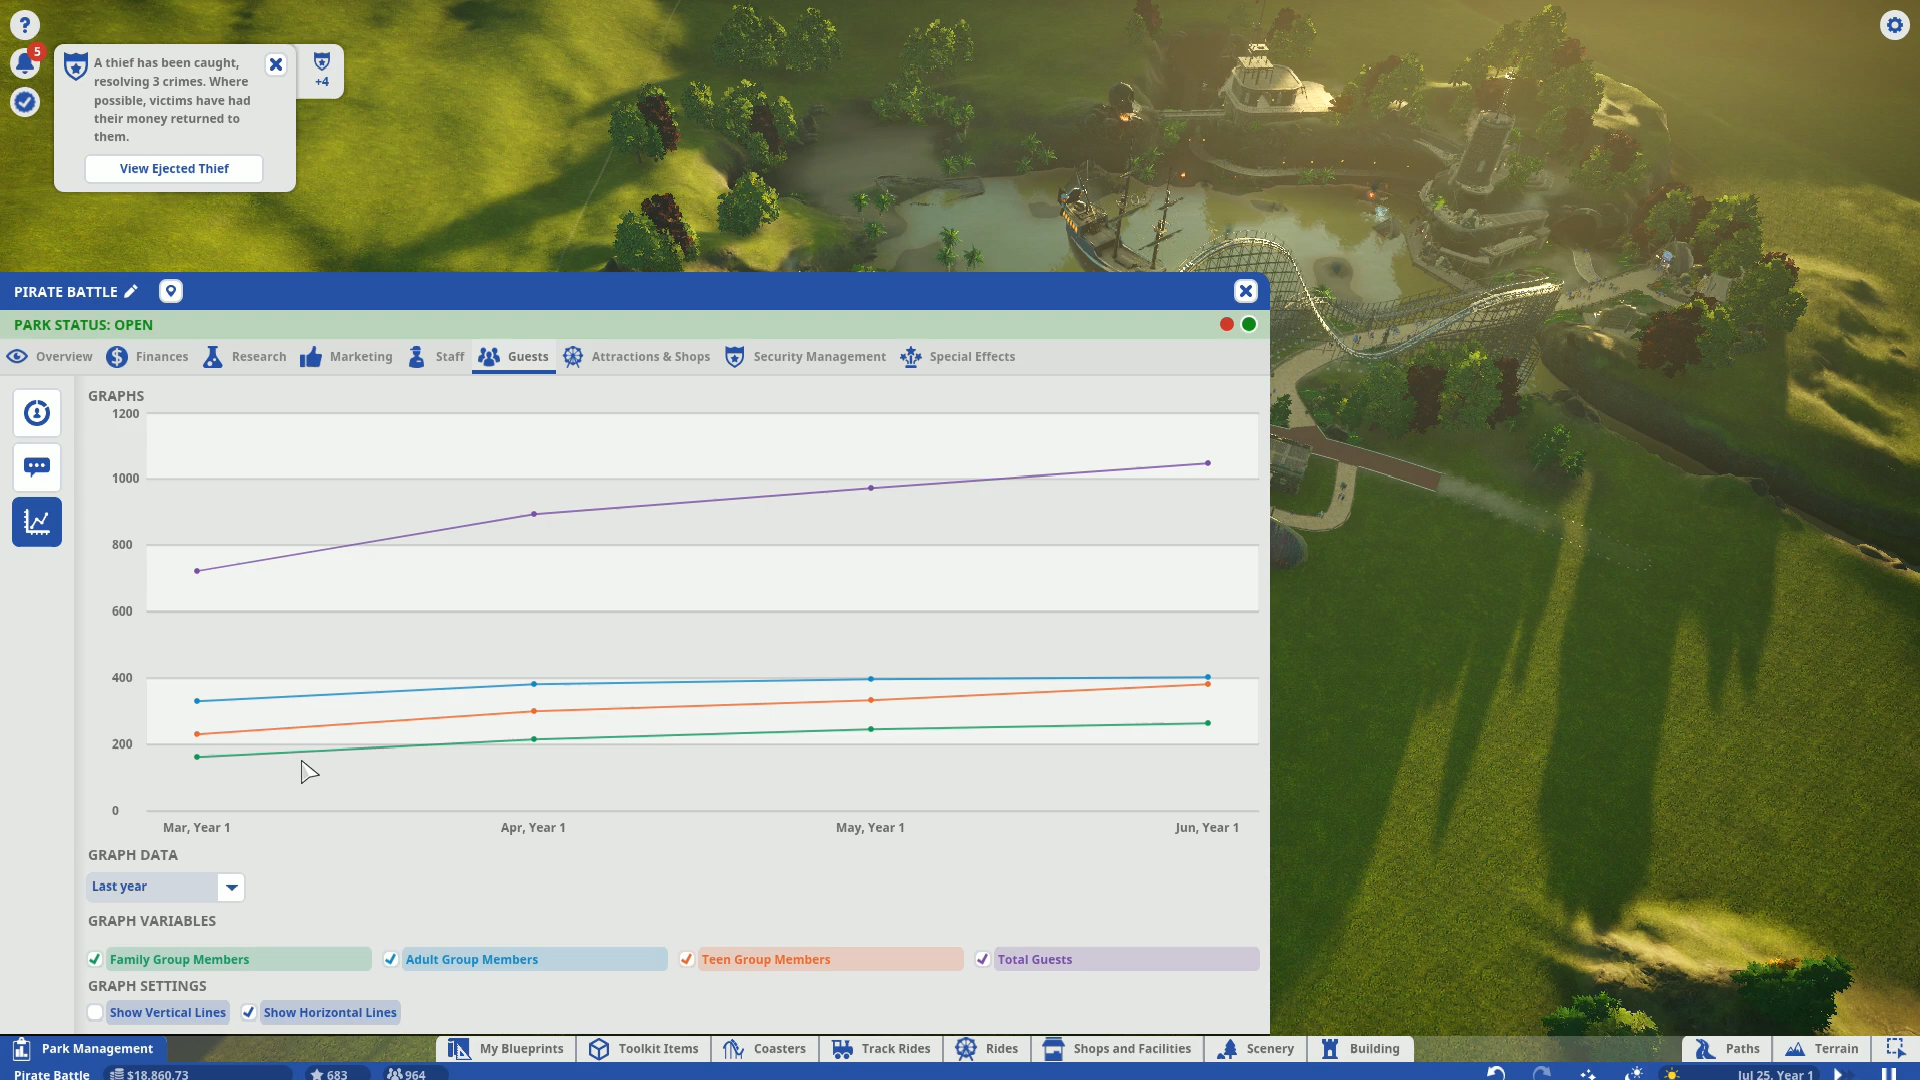 ?
5
A thief has been caught,
resolving 3 crimes. Where
possible, victims have had
their money returned to
them.
View Ejected Thief
+4
PIRATE BATTLE
PARK STATUS: OPEN
Overview
Finances
Research
Marketing
Staff
Guests
Attractions & Shops
Security Management
Special Effects
GRAPHS
1200
1000
800
600
400
200
0
Mar, Year 1
Apr, Year 1
May, Year 1
Jun, Year 1
GRAPH DATA
Last year
GRAPH VARIABLES
Family Group Members
Adult Group Members
Teen Group Members
Total Guests
GRAPH SETTINGS
Show Vertical Lines
Show Horizontal Lines
Park Management
My Blueprints
Toolkit Items
Coasters
Track Rides
Rides
Shops and Facilities
Scenery
Building
Paths
Terrain
Pirate Battle
$18,860.73
683
964
Jul 25, Year 1